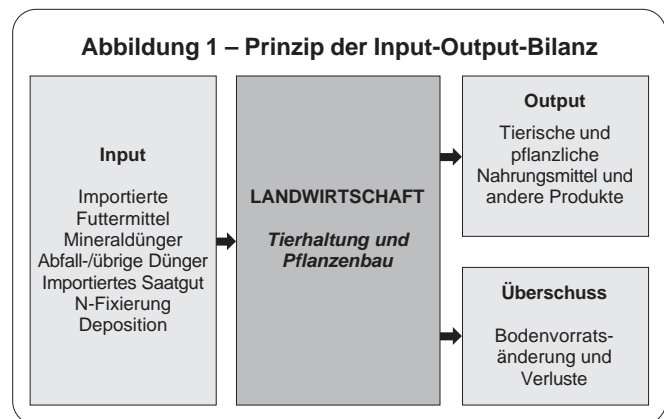 Abbildung 1 – Prinzip der Input-Output-Bilanz
Input
Importierte
Futtermittel
Mineraldünger
Abfall-/übrige Dünger
Importiertes Saatgut
N-Fixierung
Deposition
LANDWIRTSCHAFT
Tierhaltung und
Pflanzenbau
Output
Tierische und
pflanzliche
Nahrungsmittel und
andere Produkte
Überschuss
Bodenvorrats-
änderung und
Verluste